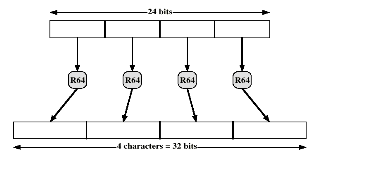 24 bits
R64 R64 R64 R64
4 characters = 32 bits